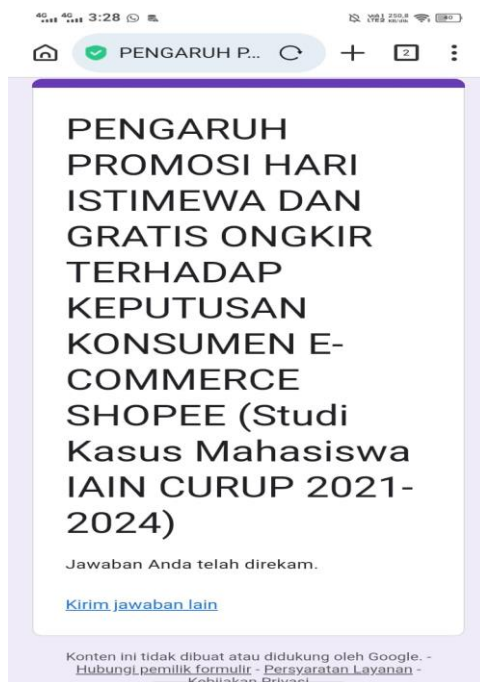 3:28
PENGARUH P...
2
PENGARUH
PROMOSI HARI
ISTIMEWA DAN
GRATIS ONGKIR
TERHADAP
KEPUTUSAN
KONSUMEN E-
COMMERCE
SHOPEE (Studi
Kasus Mahasiswa
IAIN CURUP 2021-
2024)
Jawaban Anda telah direkam.
Kirim jawaban lain
Konten ini tidak dibuat atau didukung oleh Google. -
Hubungi pemilik formulir - Persyaratan Layanan -
Kebijakan Privasi